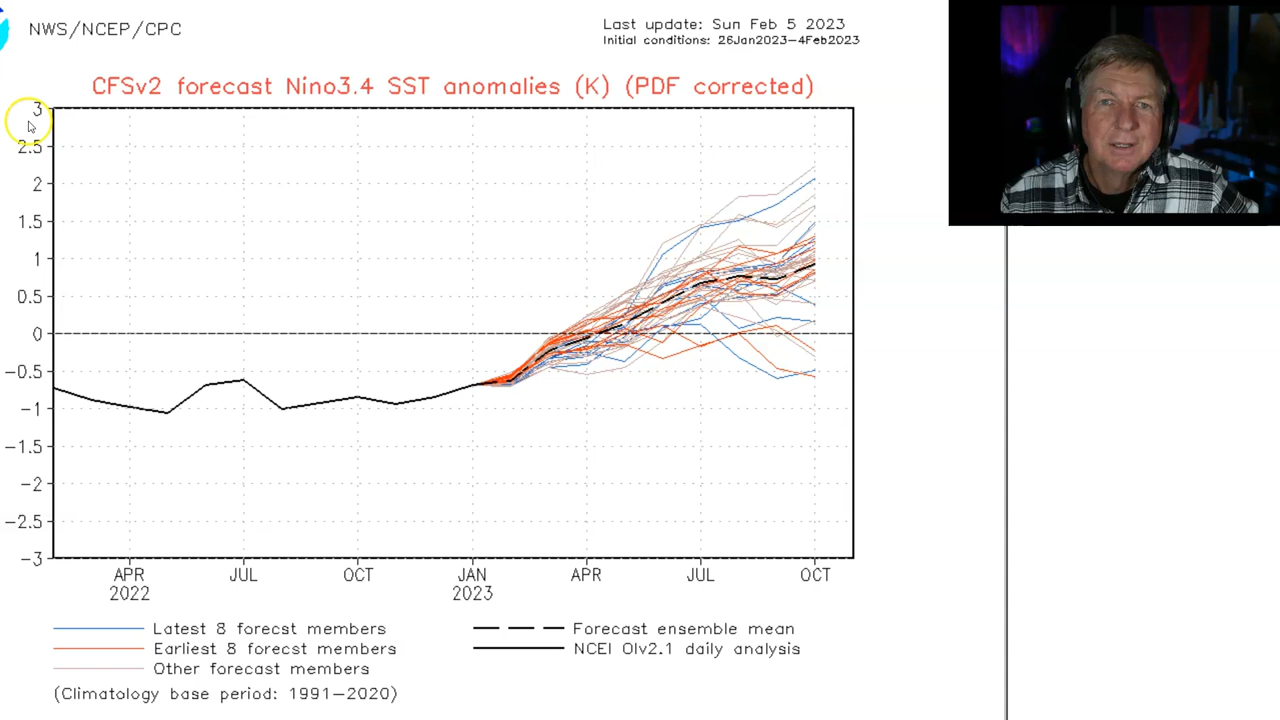 NWS/NCEP/CPC
Last update: Sun Feb 5 2023
Initial conditions: 26Jan2023–4Feb2023
CFSv2 forecast Nino3.4 SST anomalies (K) (PDF corrected)
3
2.5
2
1.5
1
0.5
0
−0.5
−1
−1.5
−2
−2.5
−3
APR JUL OCT JAN APR JUL OCT
2022 2023
Latest 8 forecst members
Earliest 8 forecast members
Other forecast members
(Climatology base period: 1991–2020)
Forecast ensemble mean
NCEI OIv2.1 daily analysis